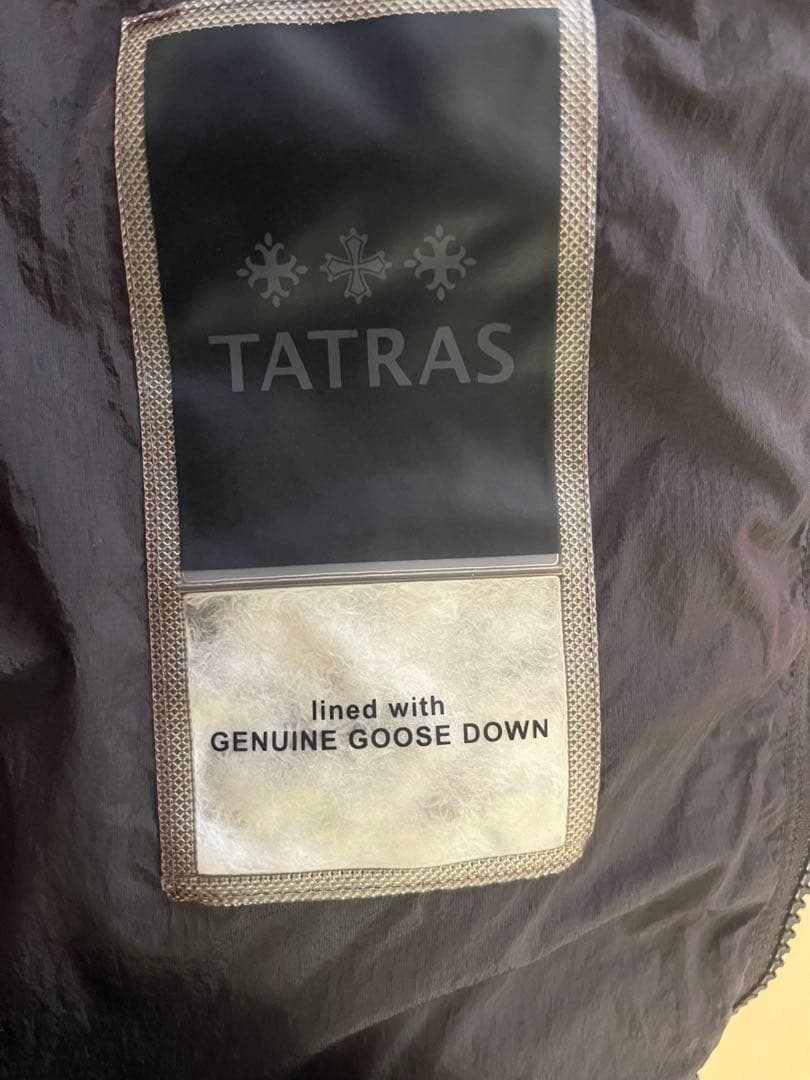 TATRAS
lined with
GENUINE GOOSE DOWN